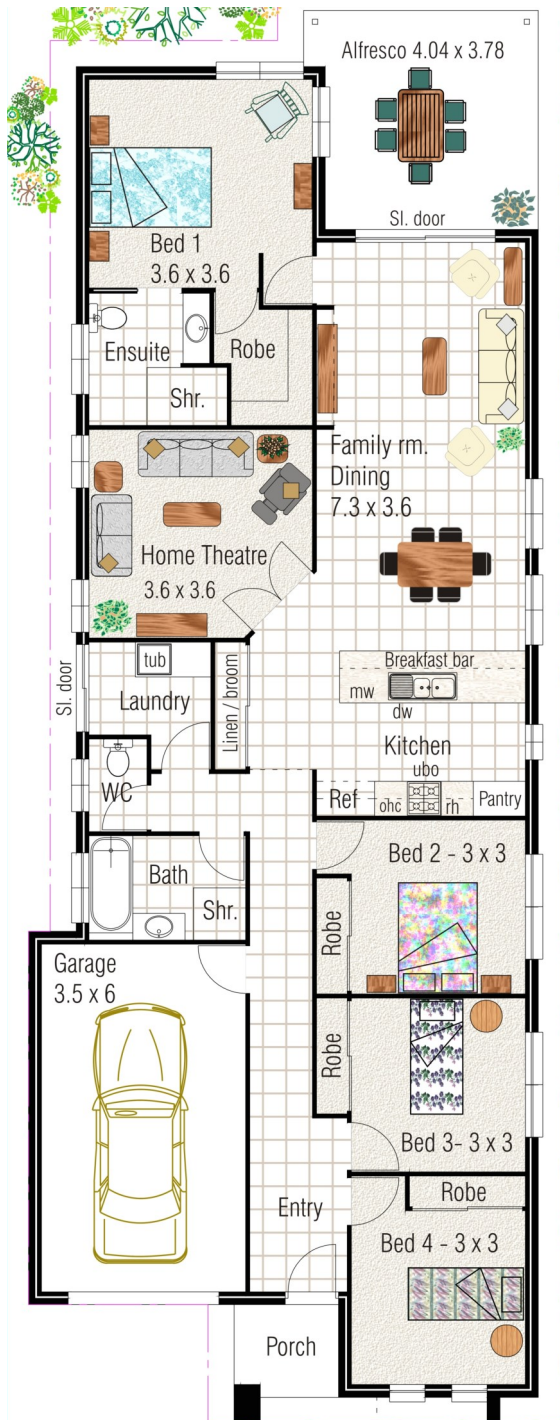 Alfresco 4.04 x 3.78
Sl. door
Bed 1
3.6 x 3.6
Ensuite
Robe
Shr.
Family rm.
Dining
7.3 x 3.6
Home Theatre
3.6 x 3.6
tub
Sl. door
Laundry
Linen / broom
Breakfast bar
mw
dw
Kitchen
ubo
WC
Ref
ohc
rh
Pantry
Bed 2 - 3 x 3
Bath
Shr.
Robe
Garage
3.5 x 6
Robe
Bed 3- 3 x 3
Robe
Entry
Bed 4 - 3 x 3
Porch